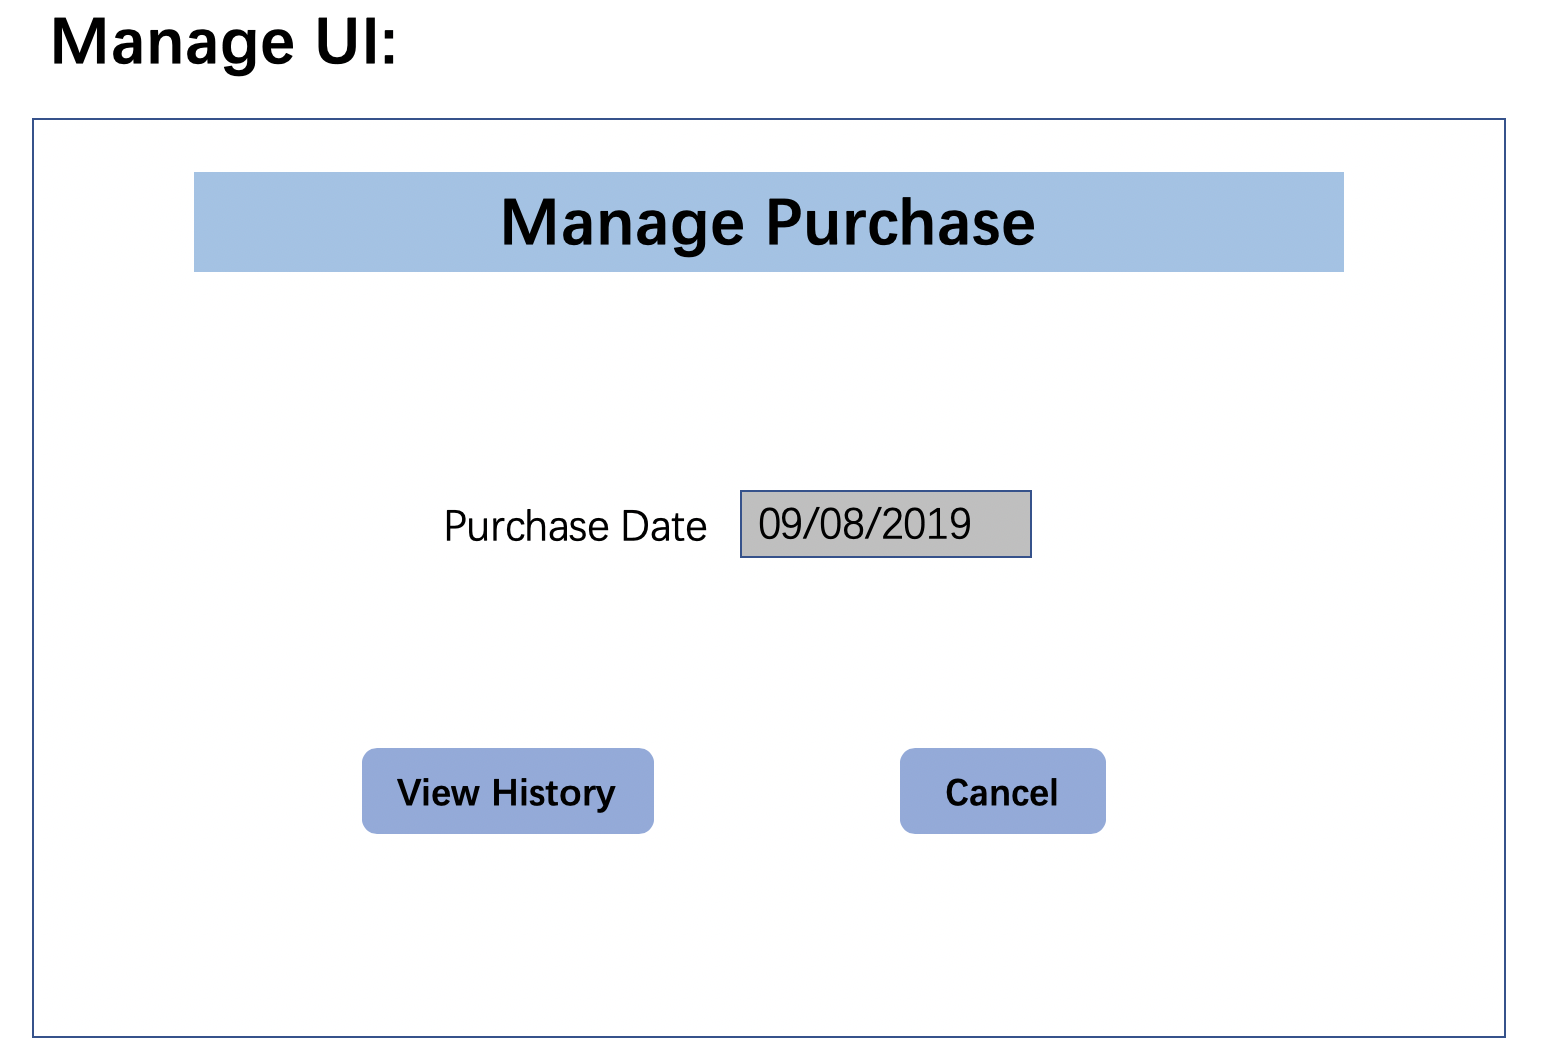 Manage UI:
Manage Purchase
Purchase Date 09/08/2019
View History Cancel